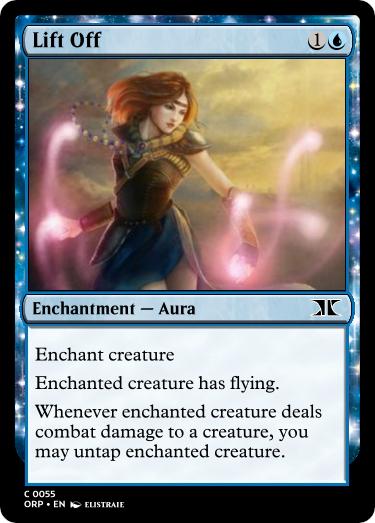 Lift Off 1
Enchantment — Aura
Enchant creature
Enchanted creature has flying.
Whenever enchanted creature deals
combat damage to a creature, you
may untap enchanted creature.
C 0055
ORP • EN ELISTRAIE